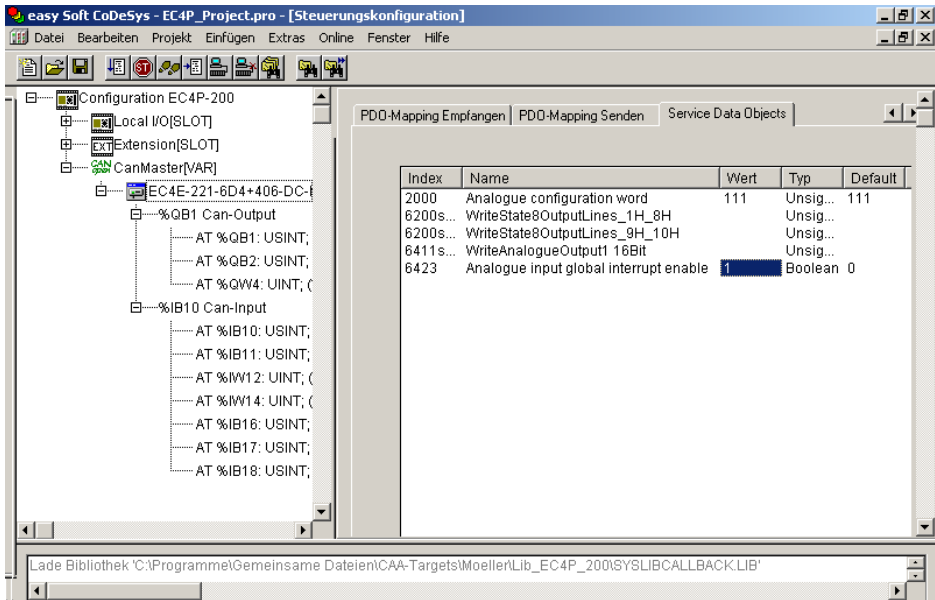 easy Soft CoDeSys - EC4P_Project.pro - [Steuerungskonfiguration]
Datei Bearbeiten Projekt Einfügen Extras Online Fenster Hilfe
Configuration EC4P-200
Local I/O[SLOT]
EXT Extension[SLOT]
CAN open CanMaster[VAR]
EC4E-221-6D4+406-DC-
%QB1 Can-Output
AT %QB1: USINT;
AT %QB2: USINT;
AT %QW4: UINT; (
%IB10 Can-Input
AT %IB10: USINT;
AT %IB11: USINT;
AT %IW12: UINT; (
AT %IW14: UINT; (
AT %IB16: USINT;
AT %IB17: USINT;
AT %IB18: USINT;
PDO-Mapping Empfangen PDO-Mapping Senden Service Data Objects
Index Name Wert Typ Default
2000 Analogue configuration word 111 Unsig... 111
6200s... WriteState8OutputLines_1H_8H Unsig...
6200s... WriteState8OutputLines_9H_10H Unsig...
6411s... WriteAnalogueOutput1 16Bit Unsig...
6423 Analogue input global interrupt enable 1 Boolean 0
Lade Bibliothek 'C:\Programme\Gemeinsame Dateien\CAA-Targets\Moeller\Lib_EC4P_200\SYSLIBCALLBACK.LIB'